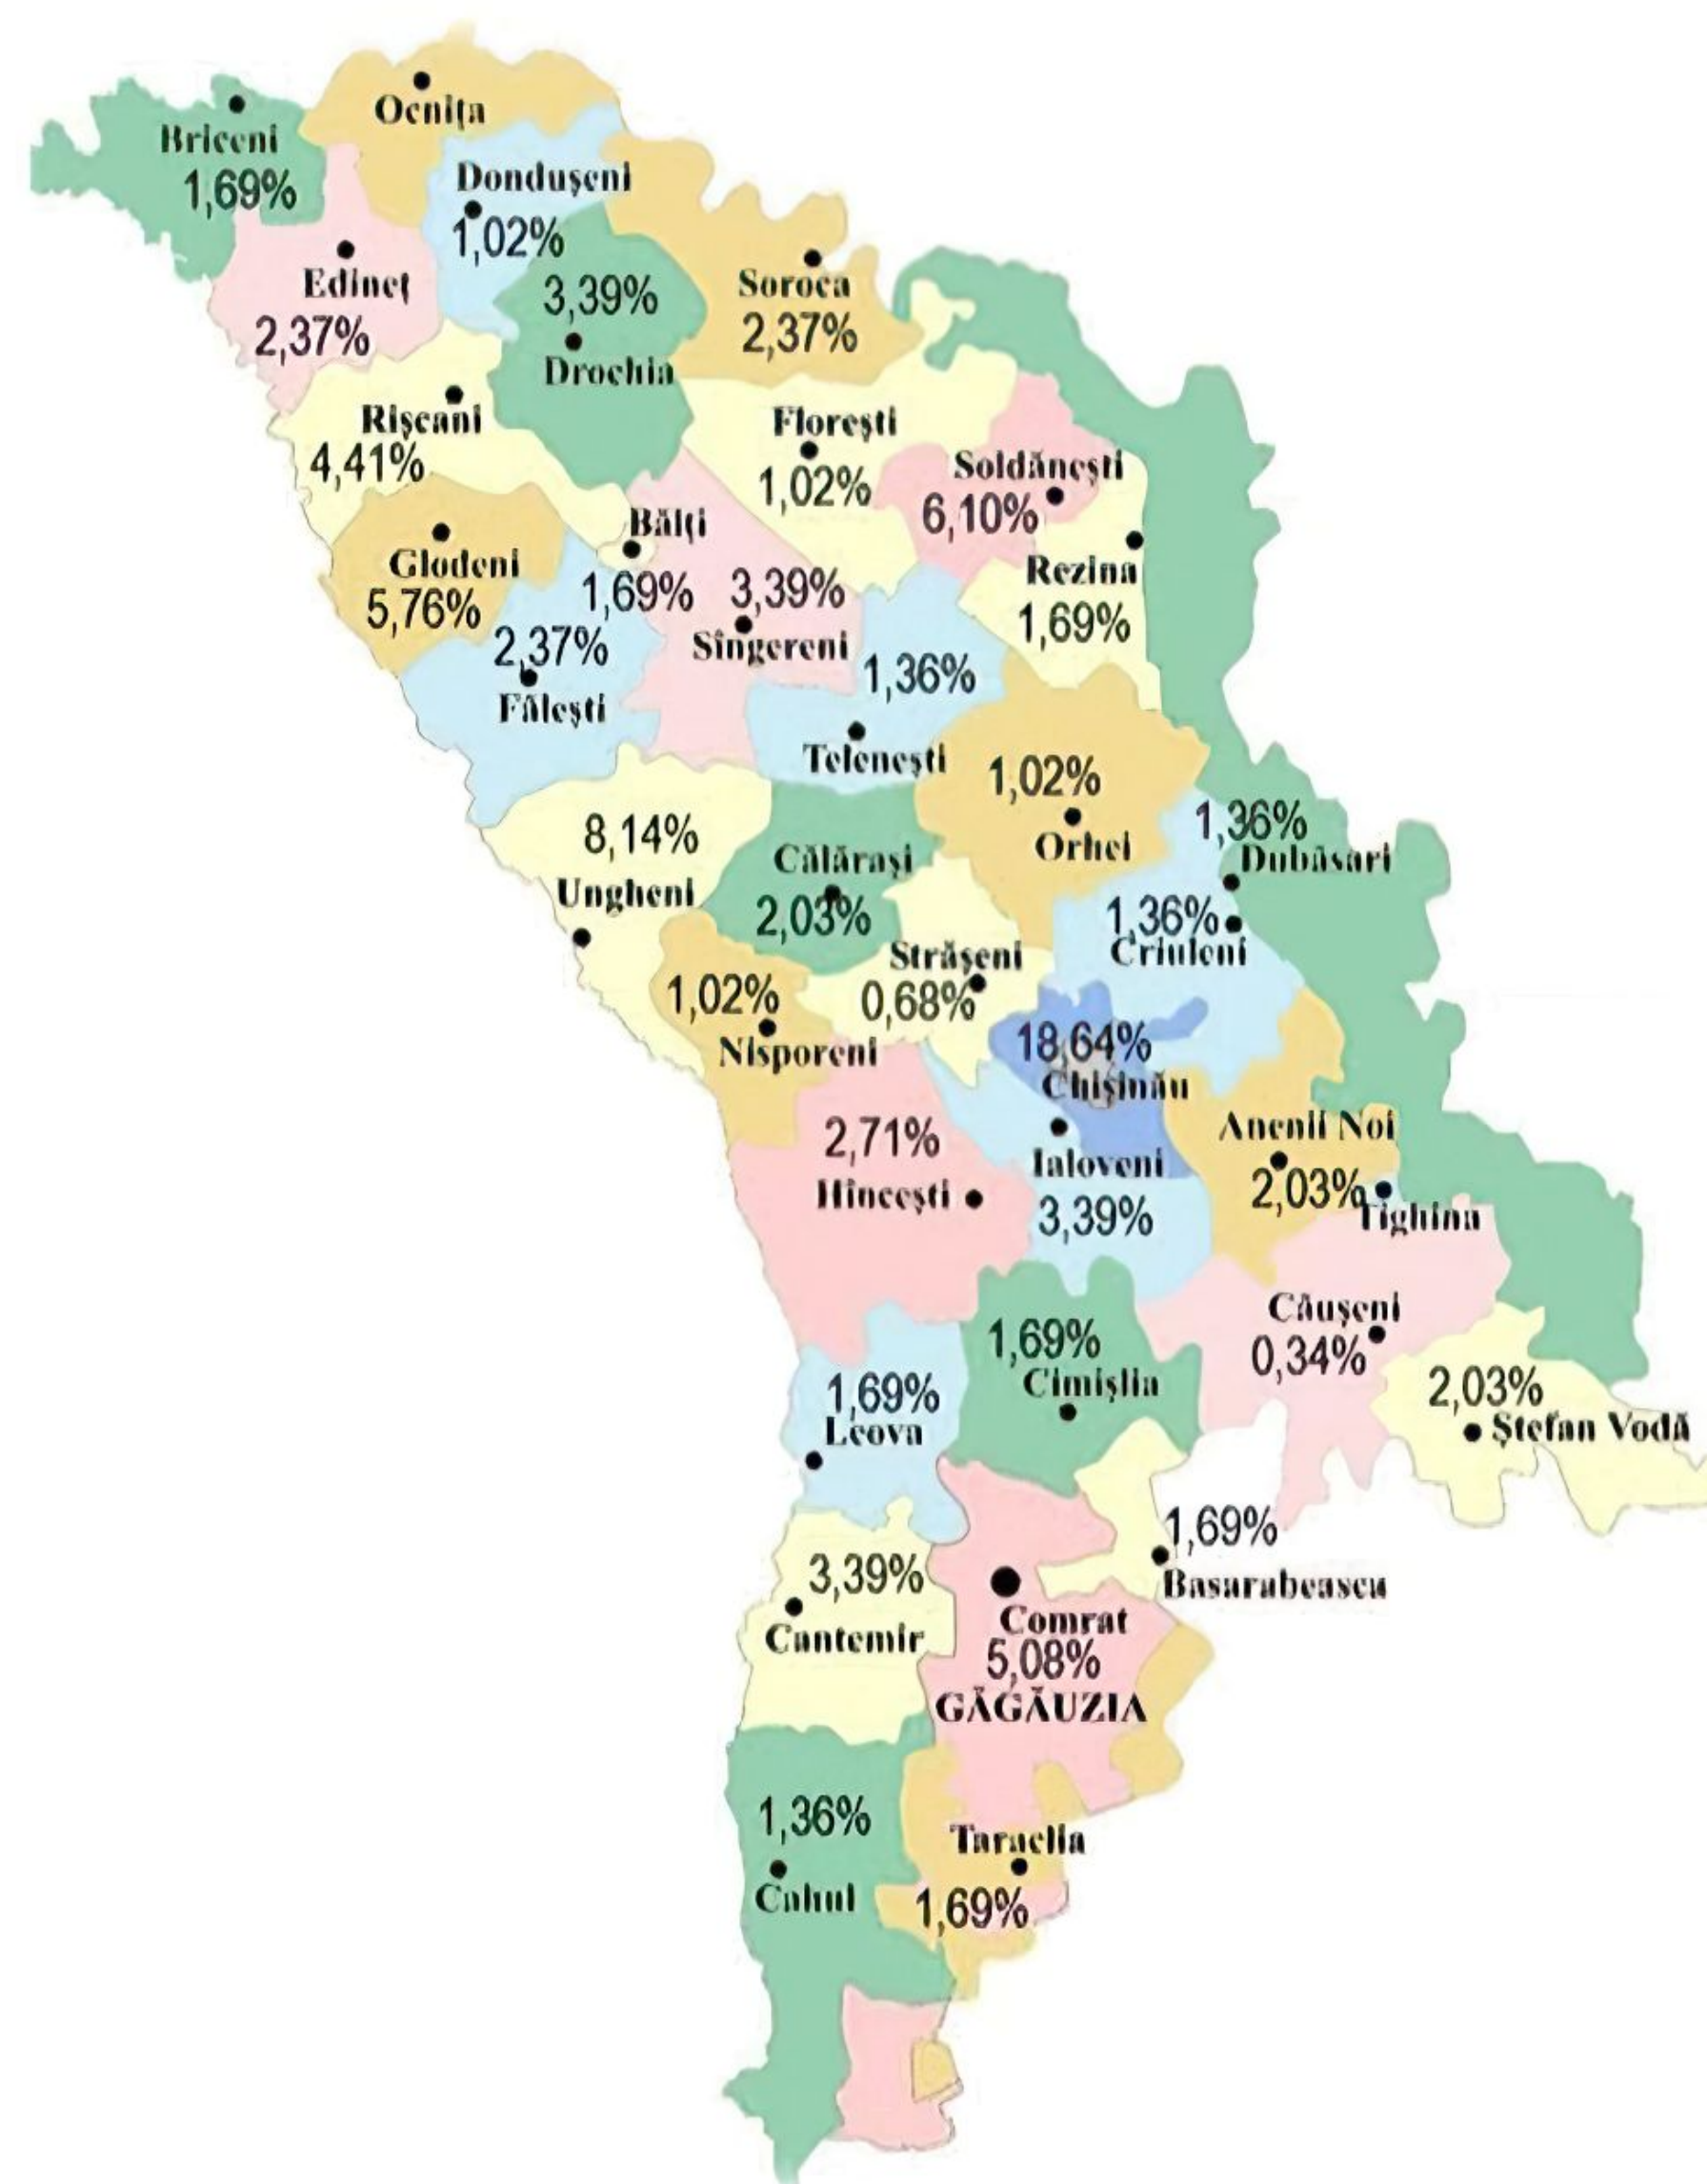 Ocnița
Briceni
1,69%
Dondușeni
1,02%
Edineț
2,37%
3,39%
Drochia
Soroca
2,37%
Rîșcani
4,41%
Florești
1,02%
Soldănești
6,10%
Bălți
1,69%
Glodeni
5,76%
Rezina
1,69%
3,39%
Sîngereni
2,37%
Fălești
1,36%
Telenești
1,02%
Orhei
8,14%
Ungheni
Călărași
2,03%
1,36%
Dubăsari
1,36%
Criuleni
Strășeni
0,68%
1,02%
Nisporeni
18,64%
Chișinău
2,71%
Hîncești
Ialoveni
3,39%
Anenii Noi
2,03%
Tighina
Căușeni
0,34%
1,69%
Cimișlia
1,69%
Leova
2,03%
Ștefan Vodă
1,69%
Basarabeasca
3,39%
Cantemir
Comrat
5,08%
GĂGĂUZIA
1,36%
Cahul
Taraclia
1,69%